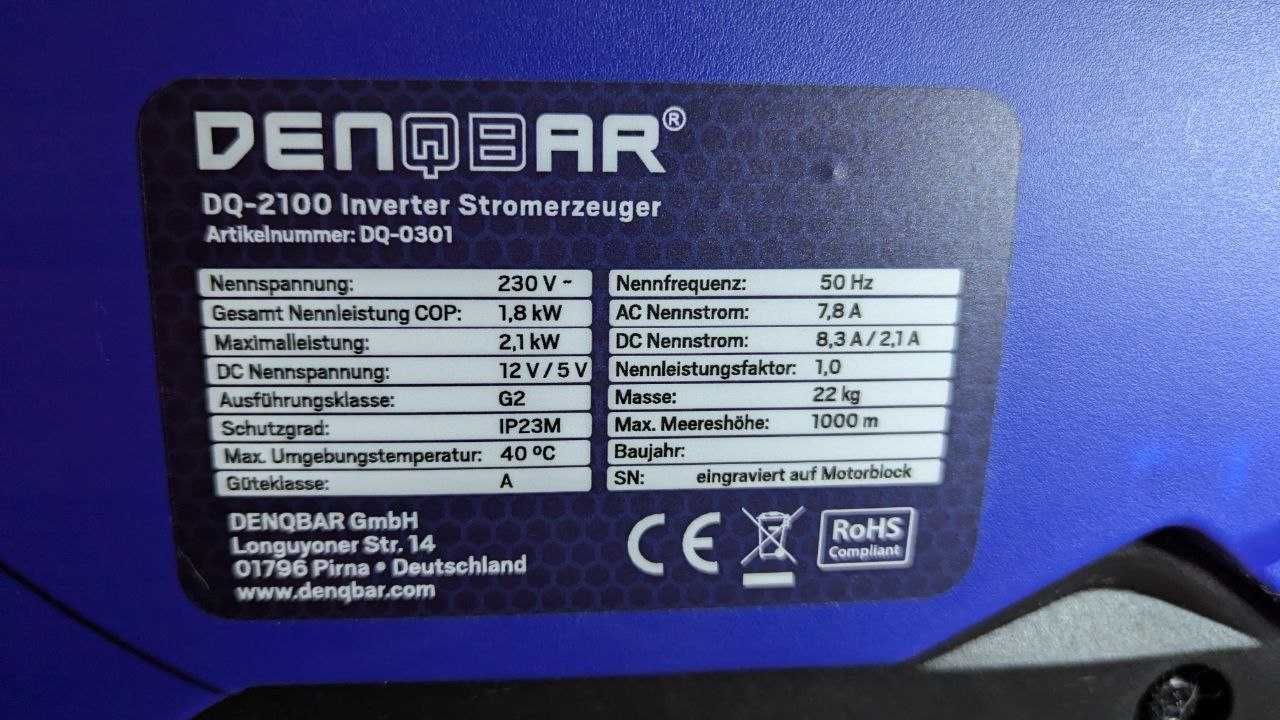 DENQBAR®
DQ-2100 Inverter Stromerzeuger
Artikelnummer: DQ-0301
Nennspannung: 230 V ~
Gesamt Nennleistung COP: 1,8 kW
Maximalleistung: 2,1 kW
DC Nennspannung: 12 V / 5 V
Ausführungsklasse: G2
Schutzgrad: IP23M
Max. Umgebungstemperatur: 40 ºC
Güteklasse: A
Nennfrequenz: 50 Hz
AC Nennstrom: 7,8 A
DC Nennstrom: 8,3 A / 2,1 A
Nennleistungsfaktor: 1,0
Masse: 22 kg
Max. Meereshöhe: 1000 m
Baujahr:
SN: eingraviert auf Motorblock
DENQBAR GmbH
Longuyoner Str. 14
01796 Pirna • Deutschland
www.denqbar.com
CE
RoHS
Compliant